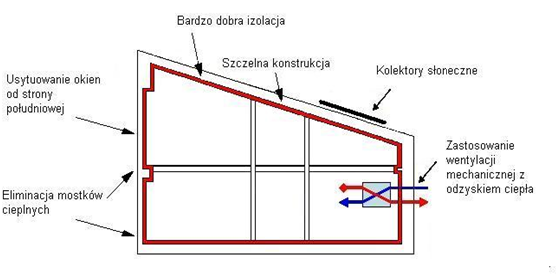 Bardzo dobra izolacja
Szczelna konstrukcja
Kolektory słoneczne
Usytuowanie okien
od strony
południowej
Zastosowanie
wentylacji
mechanicznej z
odzyskiem ciepła
Eliminacja mostków
cieplnych